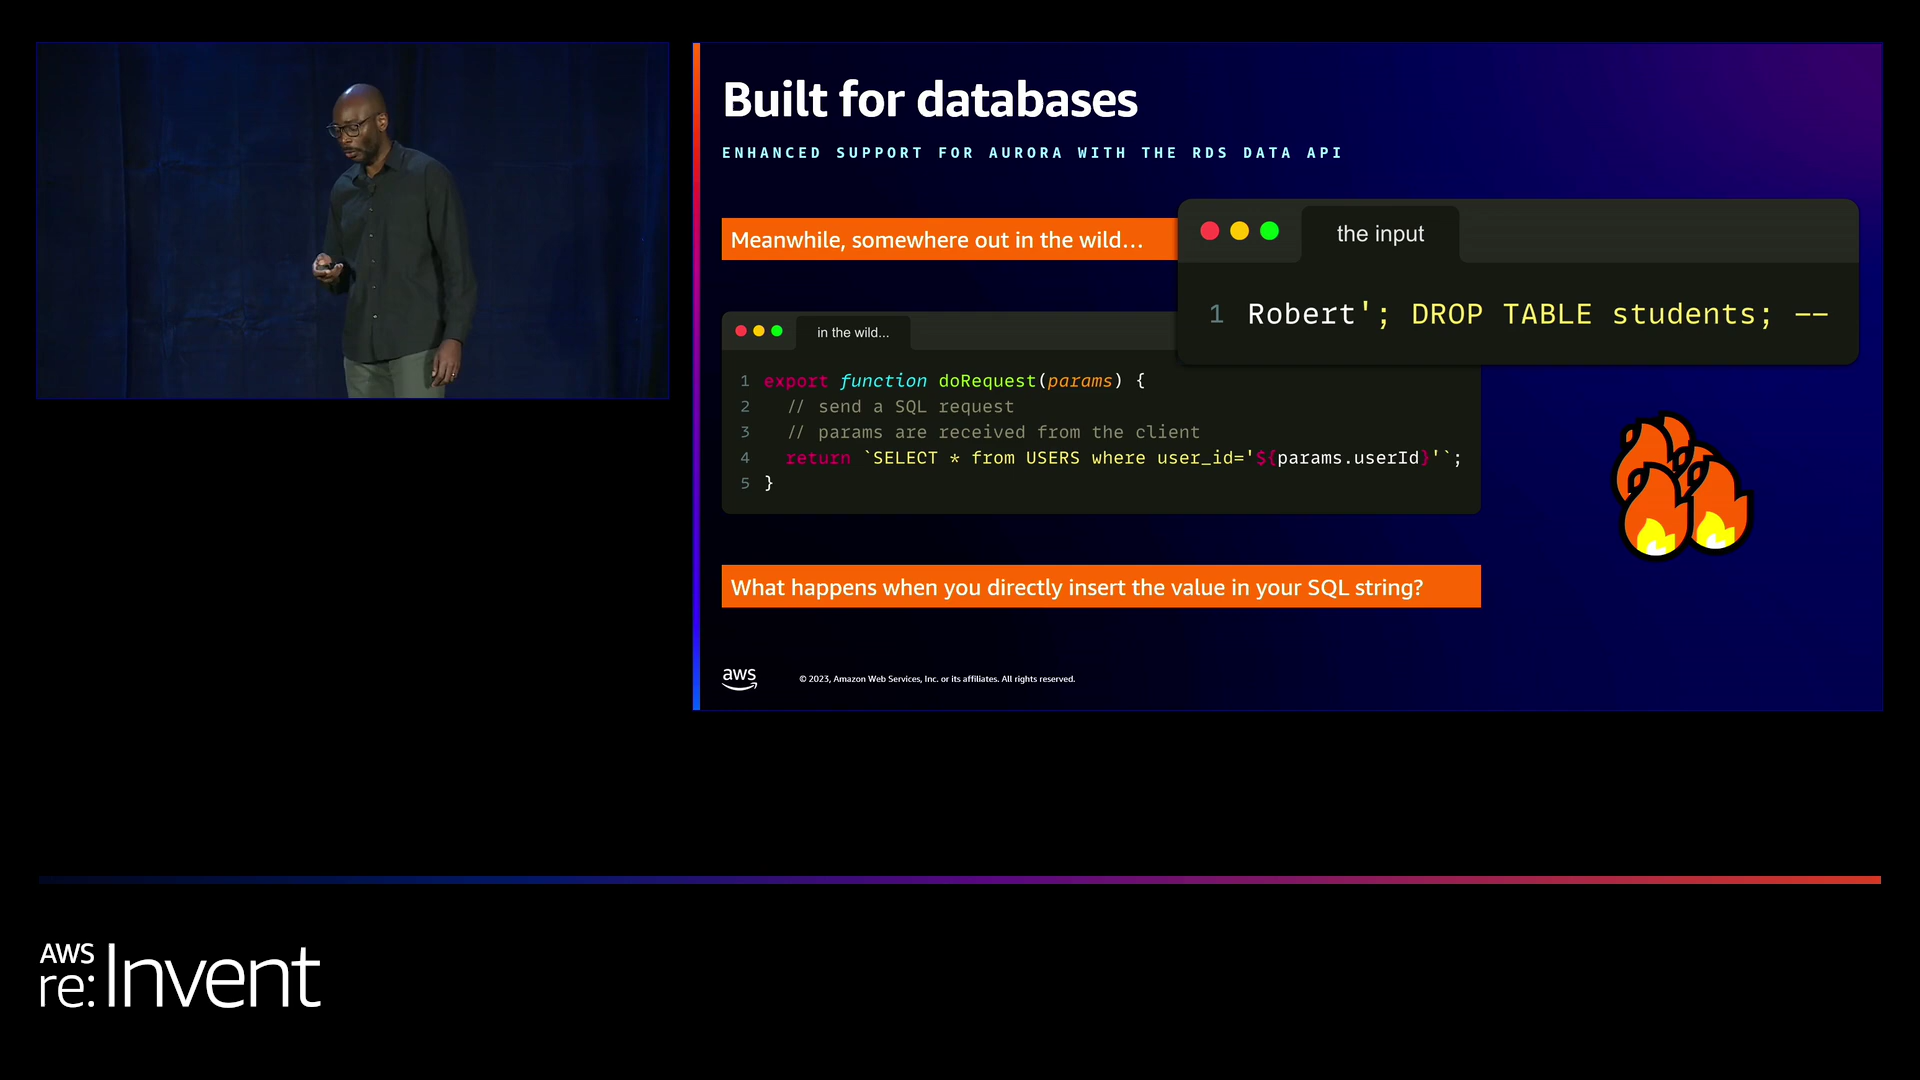 Built for databases
ENHANCED SUPPORT FOR AURORA WITH THE RDS DATA API
Meanwhile, somewhere out in the wild...
the input
1 Robert'; DROP TABLE students; --
in the wild...
1 export function doRequest(params) {
2 // send a SQL request
3 // params are received from the client
4 return `SELECT * from USERS where user_id='${params.userId}'`;
5 }
What happens when you directly insert the value in your SQL string?
aws
© 2023, Amazon Web Services, Inc. or its affiliates. All rights reserved.
AWS
re:Invent